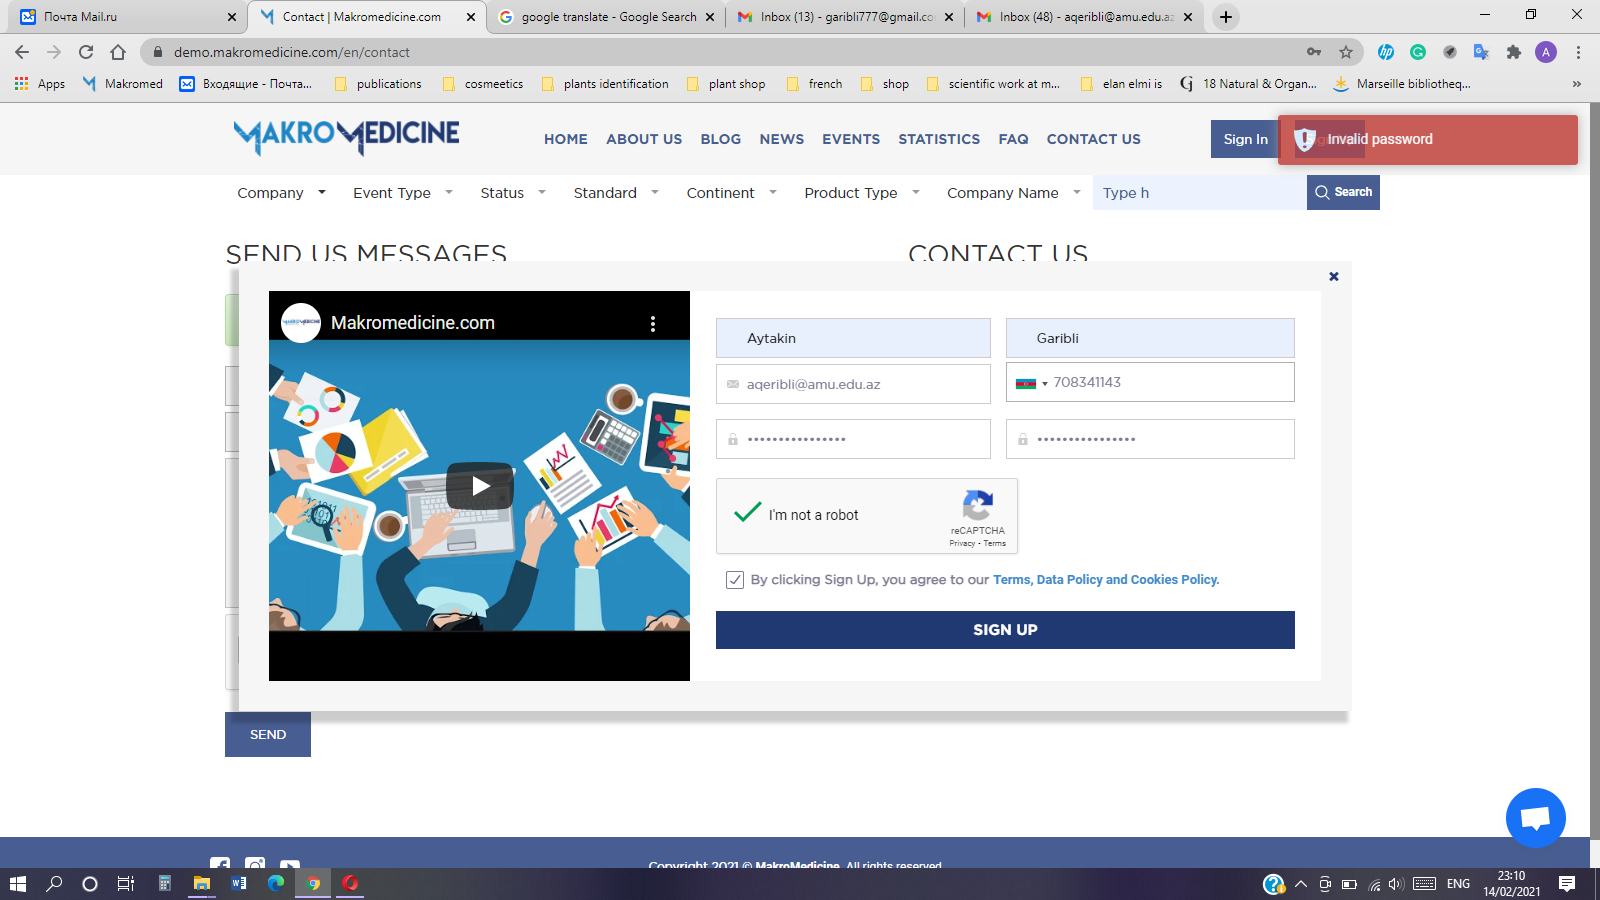 Почта Mail.ru
Contact | Makromedicine.com
google translate - Google Search
Inbox (13) - garibli777@gmail.co
Inbox (48) - aqeribli@amu.edu.az
demo.makromedicine.com/en/contact
A
Apps
Makromed
Входящие - Почта...
publications
cosmeetics
plants identification
plant shop
french
shop
scientific work at m...
elan elmi is
18 Natural & Organ...
Marseille bibliotheq...
»
MAKROMEDICINE
HOME
ABOUT US
BLOG
NEWS
EVENTS
STATISTICS
FAQ
CONTACT US
Sign In
Invalid password
Company
Event Type
Status
Standard
Continent
Product Type
Company Name
Type h
Search
SEND US MESSAGES
CONTACT US
Makromedicine.com
Aytakin
Garibli
aqeribli@amu.edu.az
708341143
••••••••••••••••
••••••••••••••••
I'm not a robot
reCAPTCHA
Privacy - Terms
By clicking Sign Up, you agree to our Terms, Data Policy and Cookies Policy.
SIGN UP
SEND
Copyright 2021 © MakroMedicine. All rights reserved
ENG
23:10
14/02/2021